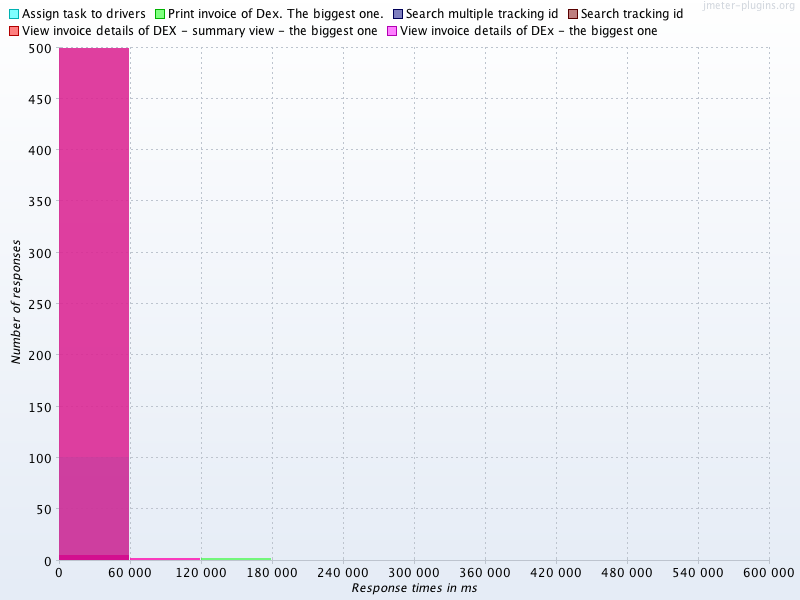 jmeter-plugins.org
Assign task to drivers Print invoice of Dex. The biggest one. Search multiple tracking id Search tracking id
View invoice details of DEX - summary view - the biggest one View invoice details of DEx - the biggest one
500
450
400
350
300
250
200
150
100
50
0
Number of responses
0 60 000 120 000 180 000 240 000 300 000 360 000 420 000 480 000 540 000 600 000
Response times in ms